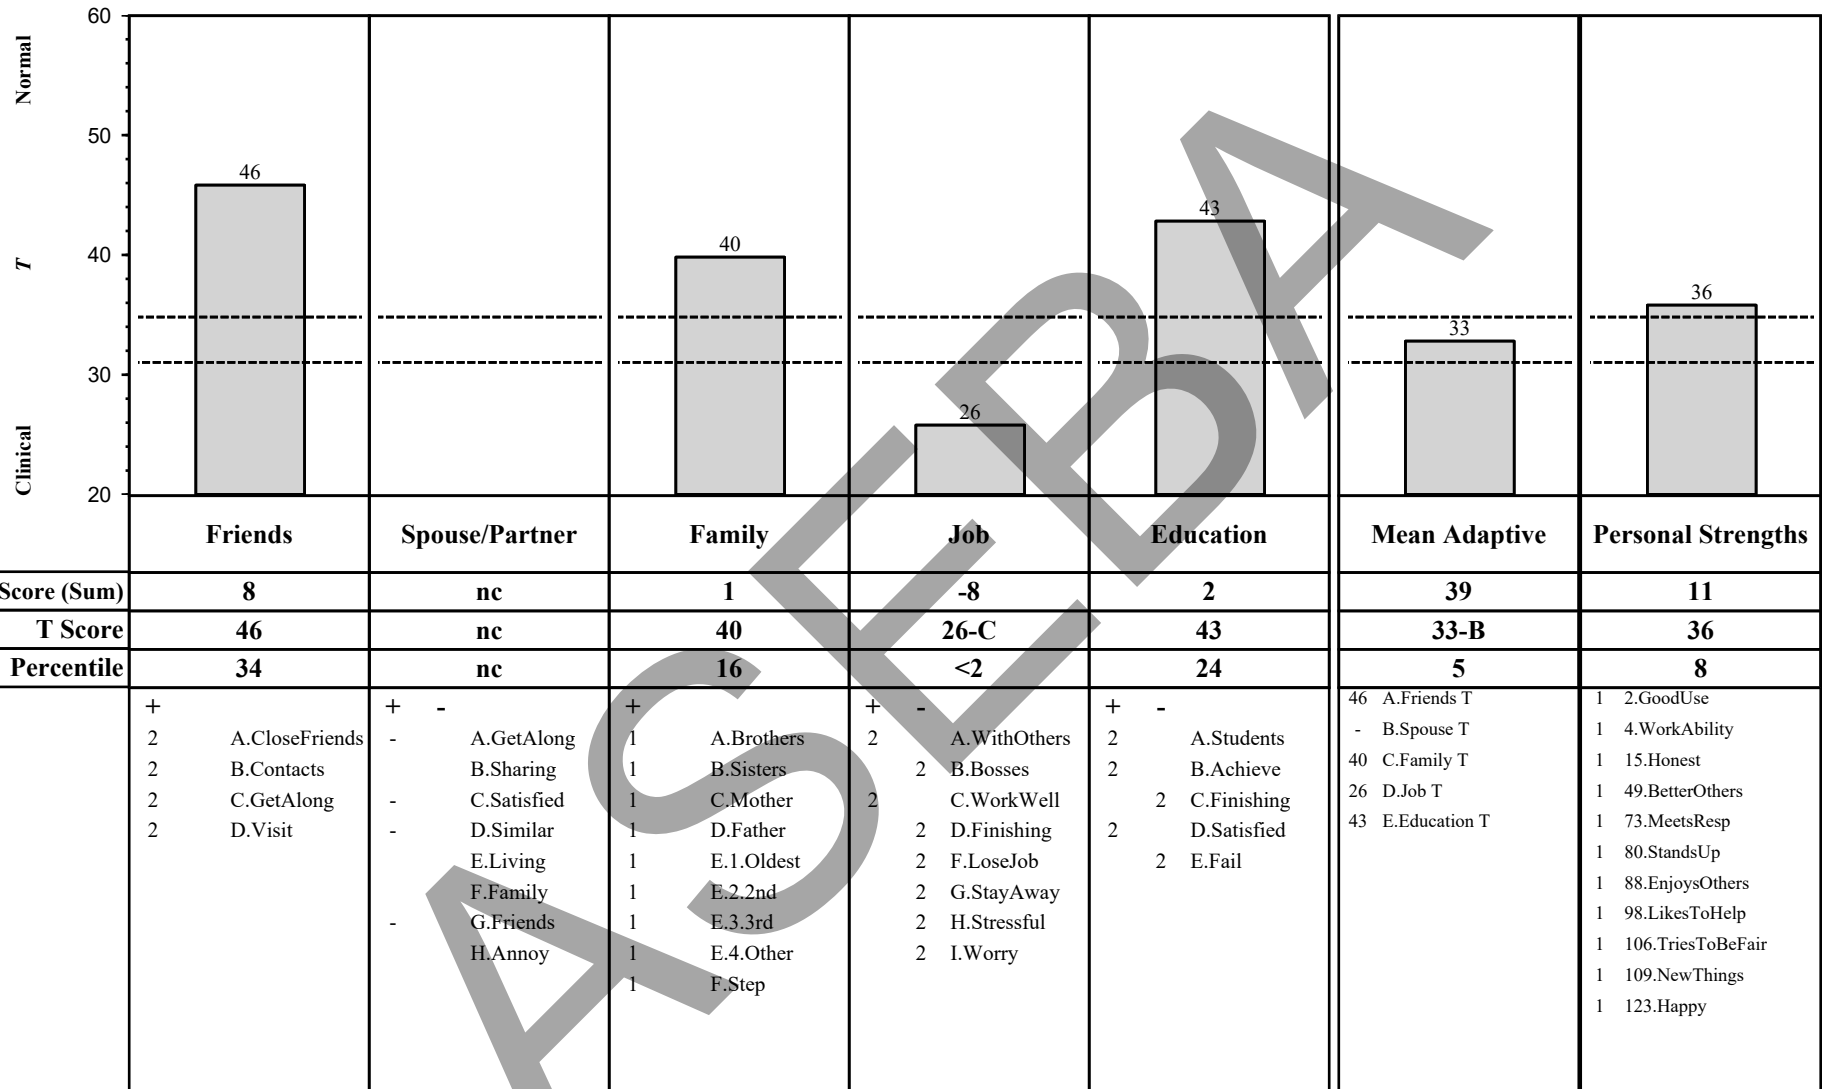 60
Normal
50
T
40
30
Clinical
20
46
40
26
43
33
36
Friends Spouse/Partner Family Job Education Mean Adaptive Personal Strengths
Score (Sum) 8 nc 1 -8 2 39 11
T Score 46 nc 40 26-C 43 33-B 36
Percentile 34 nc 16 <2 24 5 8
+
2 A.CloseFriends
2 B.Contacts
2 C.GetAlong
2 D.Visit
+ -
- A.GetAlong
B.Sharing
- C.Satisfied
- D.Similar
E.Living
F.Family
- G.Friends
H.Annoy
+
1 A.Brothers
1 B.Sisters
1 C.Mother
1 D.Father
1 E.1.Oldest
1 E.2.2nd
1 E.3.3rd
1 E.4.Other
1 F.Step
+ -
2 A.WithOthers
2 B.Bosses
2 C.WorkWell
2 D.Finishing
2 F.LoseJob
2 G.StayAway
2 H.Stressful
2 I.Worry
+ -
2 A.Students
2 B.Achieve
2 C.Finishing
2 D.Satisfied
2 E.Fail
46 A.Friends T
- B.Spouse T
40 C.Family T
26 D.Job T
43 E.Education T
1 2.GoodUse
1 4.WorkAbility
1 15.Honest
1 49.BetterOthers
1 73.MeetsResp
1 80.StandsUp
1 88.EnjoysOthers
1 98.LikesToHelp
1 106.TriesToBeFair
1 109.NewThings
1 123.Happy
ASEBA